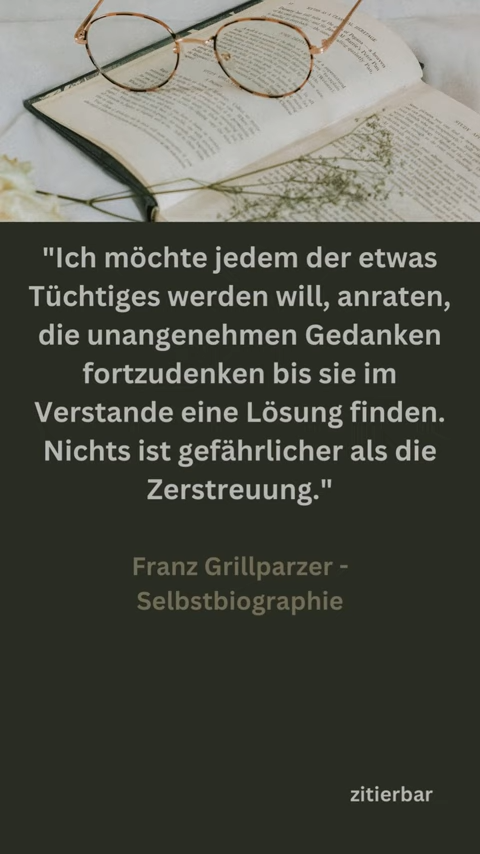 "Ich möchte jedem der etwas
Tüchtiges werden will, anraten,
die unangenehmen Gedanken
fortzudenken bis sie im
Verstande eine Lösung finden.
Nichts ist gefährlicher als die
Zerstreuung."
Franz Grillparzer -
Selbstbiographie
zitierbar